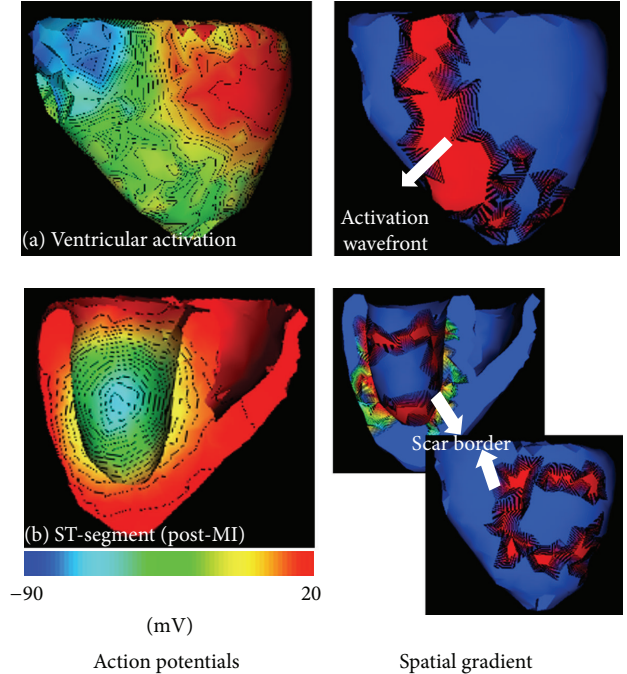 (a) Ventricular activation
Activation
wavefront
(b) ST-segment (post-MI)
Scar border
−90
20
(mV)
Action potentials
Spatial gradient